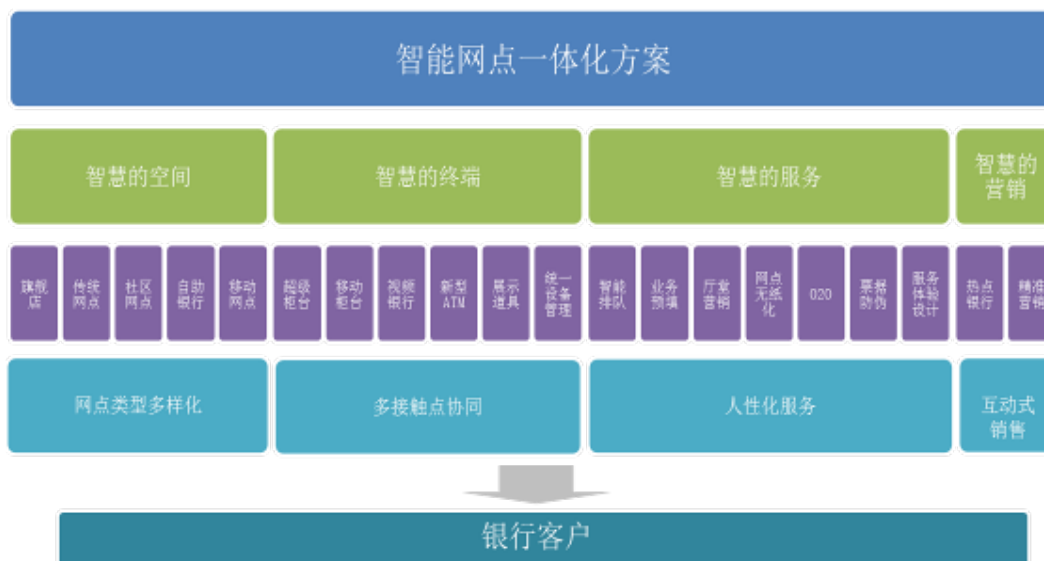 智能网点一体化方案
智慧的空间
智慧的终端
智慧的服务
智慧的
营销
旗舰
店
传统
网点
社区
网点
自助
银行
移动
网点
超级
柜台
移动
柜台
视频
银行
新型
ATM
展示
道具
统一
设备
管理
智能
排队
业务
预填
厅堂
营销
网点
无纸
化
O2O
票据
防伪
服务
体验
设计
热点
银行
精准
营销
网点类型多样化
多接触点协同
人性化服务
互动式
销售
银行客户